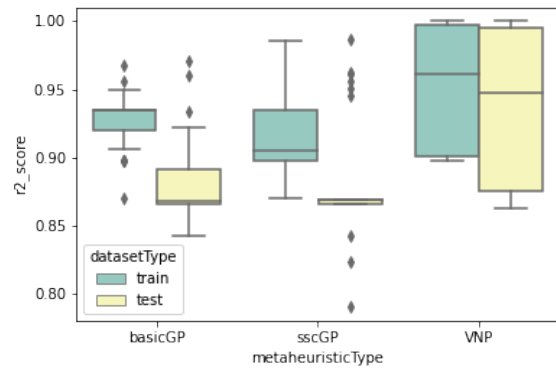 1.00
0.95
0.90
0.85
0.80
r2_score
datasetType
train
test
basicGP
sscGP
VNP
metaheuristicType